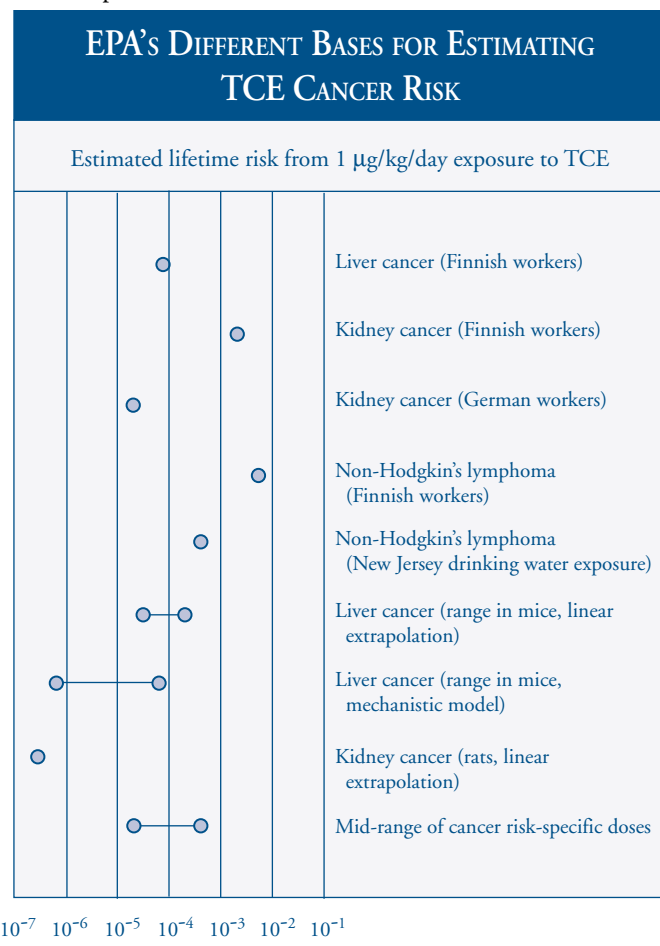 EPA'S DIFFERENT BASES FOR ESTIMATING
TCE CANCER RISK
Estimated lifetime risk from 1 μg/kg/day exposure to TCE
Liver cancer (Finnish workers)
Kidney cancer (Finnish workers)
Kidney cancer (German workers)
Non-Hodgkin's lymphoma
(Finnish workers)
Non-Hodgkin's lymphoma
(New Jersey drinking water exposure)
Liver cancer (range in mice, linear
extrapolation)
Liver cancer (range in mice,
mechanistic model)
Kidney cancer (rats, linear
extrapolation)
Mid-range of cancer risk-specific doses
10⁻⁷ 10⁻⁶ 10⁻⁵ 10⁻⁴ 10⁻³ 10⁻² 10⁻¹